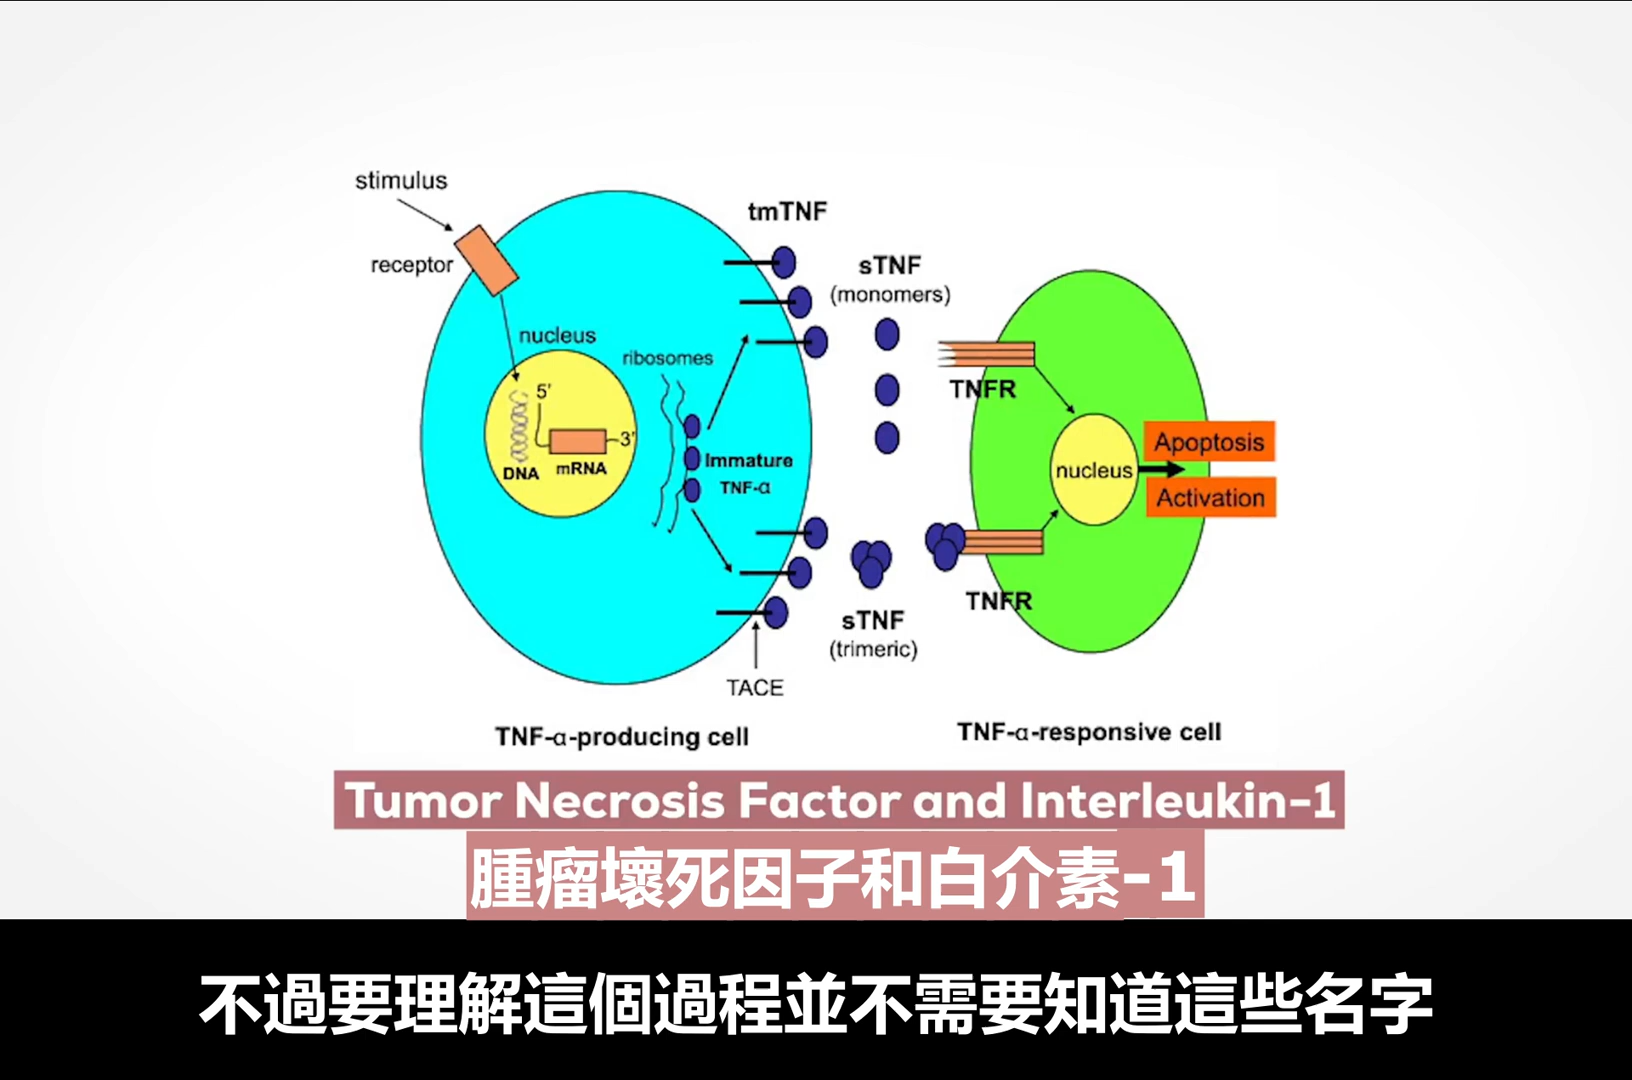 stimulus
receptor
nucleus
5’
DNA
mRNA
3’
ribosomes
Immature
TNF-α
tmTNF
sTNF
(monomers)
sTNF
(trimeric)
TACE
TNFR
TNFR
nucleus
Apoptosis
Activation
TNF-α-producing cell
TNF-α-responsive cell
Tumor Necrosis Factor and Interleukin-1
腫瘤壞死因子和白介素-1
不過要理解這個過程並不需要知道這些名字